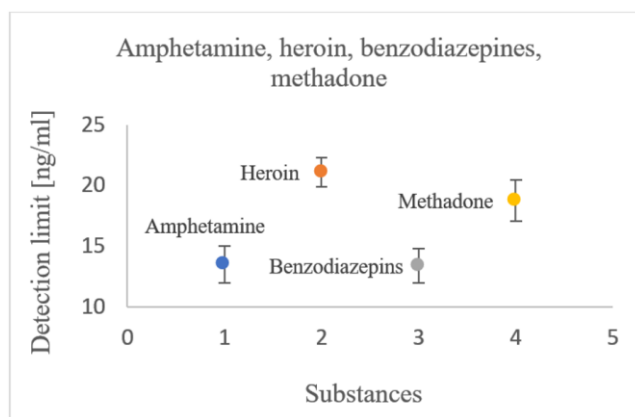 Amphetamine, heroin, benzodiazepines,
methadone
Detection limit [ng/ml]
25
20
15
10
Heroin
Methadone
Amphetamine
Benzodiazepins
0 1 2 3 4 5
Substances